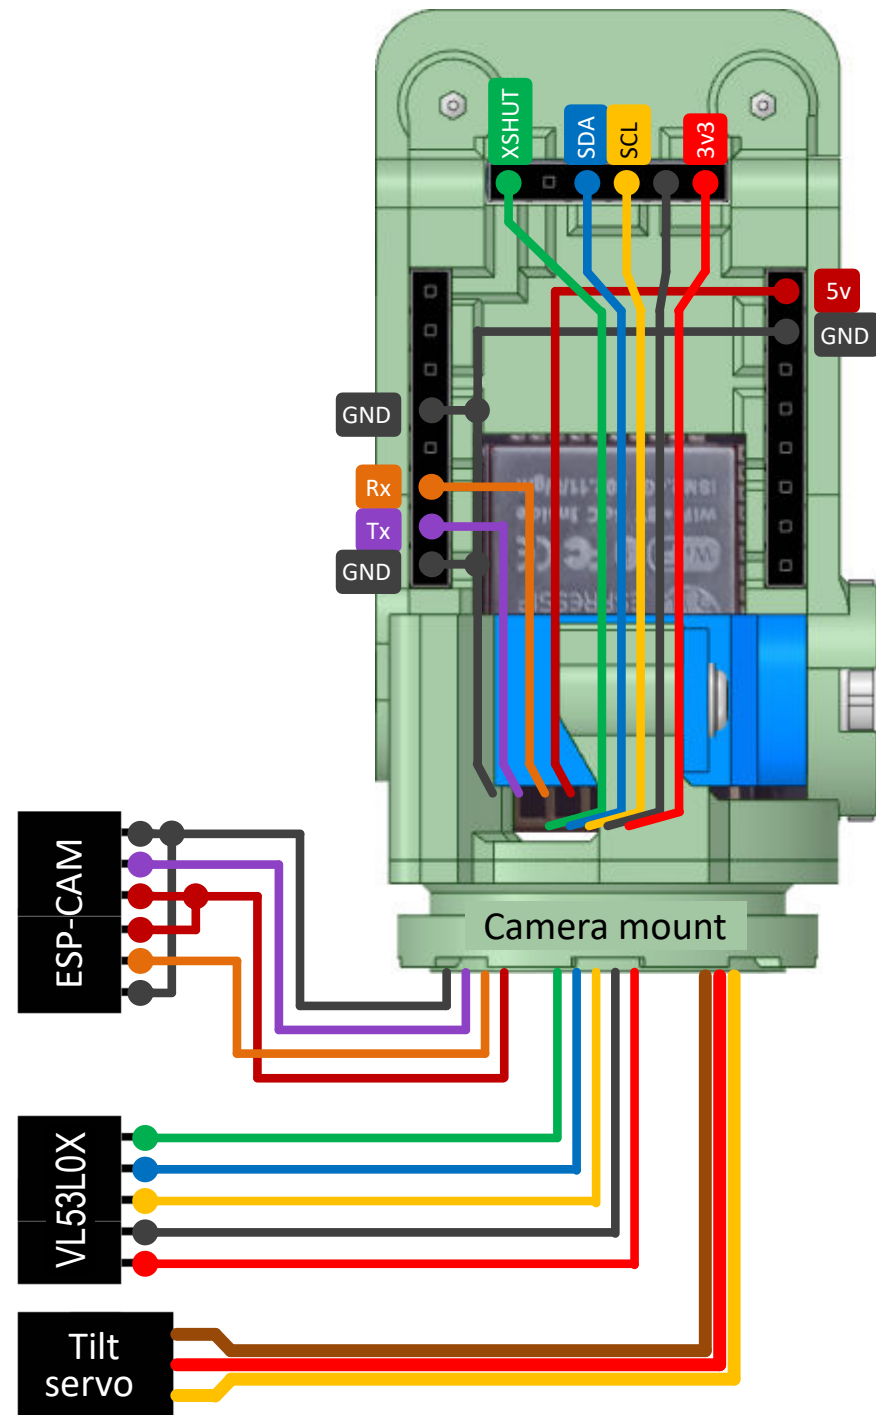 XSHUT
SDA
SCL
3v3
5v
GND
GND
Rx
Tx
GND
Camera mount
ESP-CAM
VL53L0X
Tilt
servo